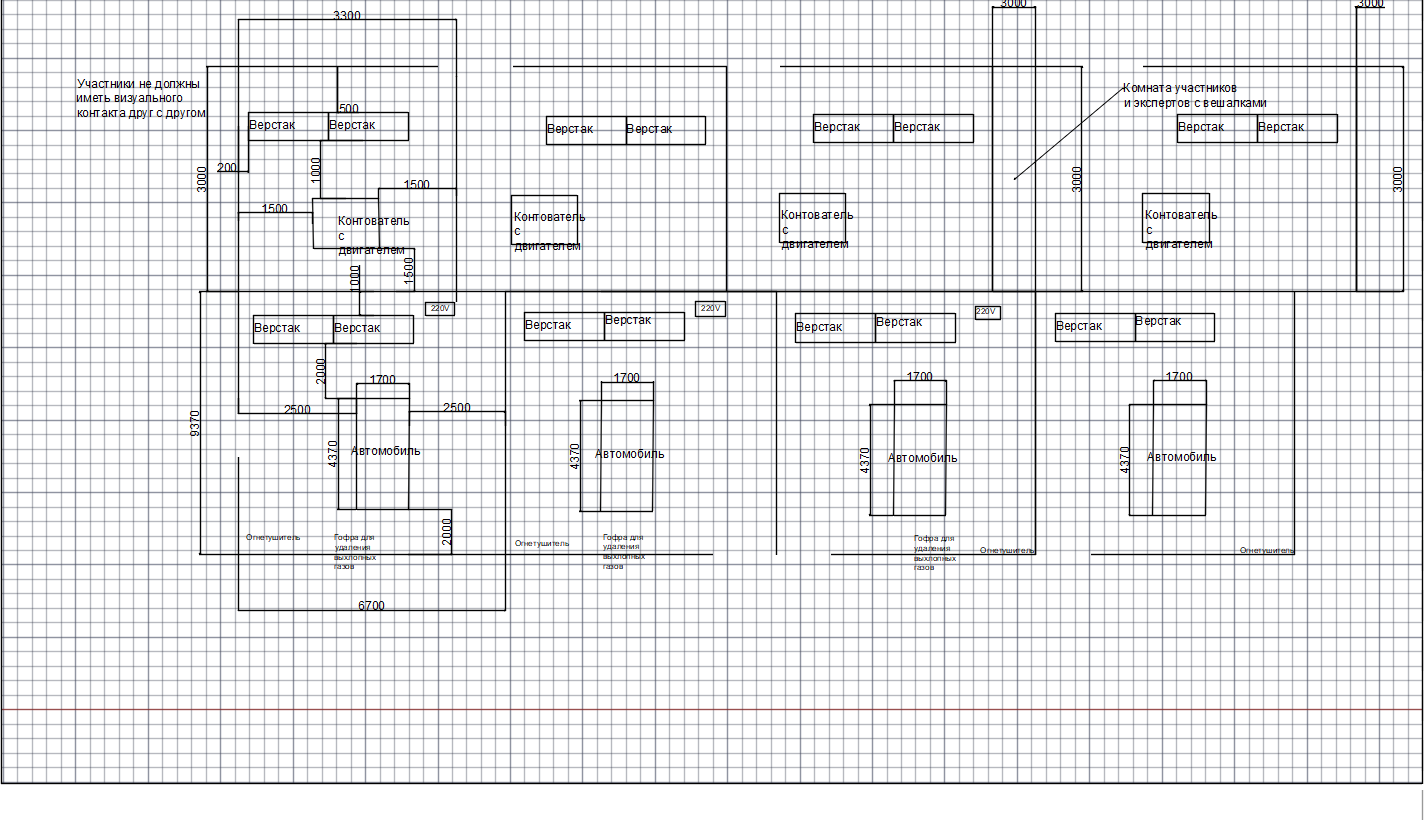 3300
3000
3000
Участники не должны
иметь визуального
контакта друг с другом
Комната участников
и экспертов с вешалками
500
Верстак
Верстак
Верстак
Верстак
Верстак
Верстак
Верстак
Верстак
200
1000
3000
1500
1500
3000
3000
Контователь
с
двигателем
Контователь
с
двигателем
Контователь
с
двигателем
Контователь
с
двигателем
1000
1500
220V
220V
220V
Верстак
Верстак
Верстак
Верстак
Верстак
Верстак
Верстак
Верстак
2000
1700
1700
1700
1700
2500
2500
9370
4370
Автомобиль
4370
Автомобиль
4370
Автомобиль
4370
Автомобиль
2000
Огнетушитель
Гофра для
удаления
выхлопных
газов
Огнетушитель
Гофра для
удаления
выхлопных
газов
Гофра для
удаления
выхлопных
газов
Огнетушитель
Огнетушитель
6700